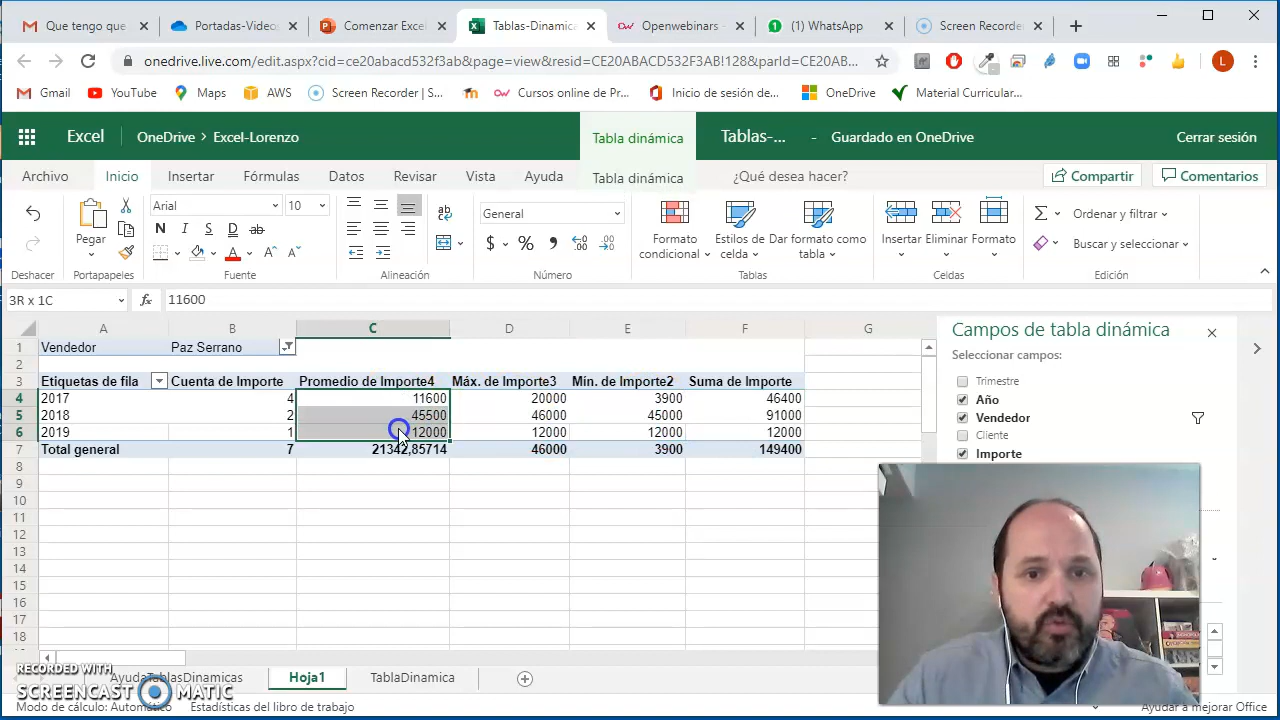 Que tengo que
Portadas-Video
Comenzar Excel
Tablas-Dinamica
Openwebinars
(1) WhatsApp
Screen Recorder
onedrive.live.com/edit.aspx?cid=ce20abacd532f3ab&page=view&resid=CE20ABACD532F3AB!128&parId=CE20AB...
Gmail
YouTube
Maps
AWS
Screen Recorder | S...
Cursos online de Pr...
Inicio de sesión de...
OneDrive
Material Curricular...
Excel
OneDrive > Excel-Lorenzo
Tabla dinámica
Tablas-... - Guardado en OneDrive
Cerrar sesión
Archivo
Inicio
Insertar
Fórmulas
Datos
Revisar
Vista
Ayuda
Tabla dinámica
¿Qué desea hacer?
Compartir
Comentarios
Pegar
Arial
10
N K S D ab
ab
General
$ % ,
Formato condicional
Estilos de celda
Dar formato como tabla
Insertar
Eliminar
Formato
Ordenar y filtrar
Buscar y seleccionar
Deshacer
Portapapeles
Fuente
Alineación
Número
Tablas
Celdas
Edición
3R x 1C
fx
11600
A B C D E F G
1 Vendedor Paz Serrano
2
3 Etiquetas de fila Cuenta de Importe Promedio de Importe4 Máx. de Importe3 Mín. de Importe2 Suma de Importe
4 2017 4 11600 20000 3900 46400
5 2018 2 45500 46000 45000 91000
6 2019 1 12000 12000 12000 12000
7 Total general 7 21342,85714 46000 3900 149400
8
9
10
11
12
13
14
15
16
17
18
Campos de tabla dinámica
Seleccionar campos:
Trimestre
Año
Vendedor
Cliente
Importe
AyudaTablasDinamicas
Hoja1
TablaDinamica
RECORDED WITH
SCREENCAST MATIC
Modo de cálculo: Automático
Estadísticas del libro de trabajo
Ayudar a mejorar Office